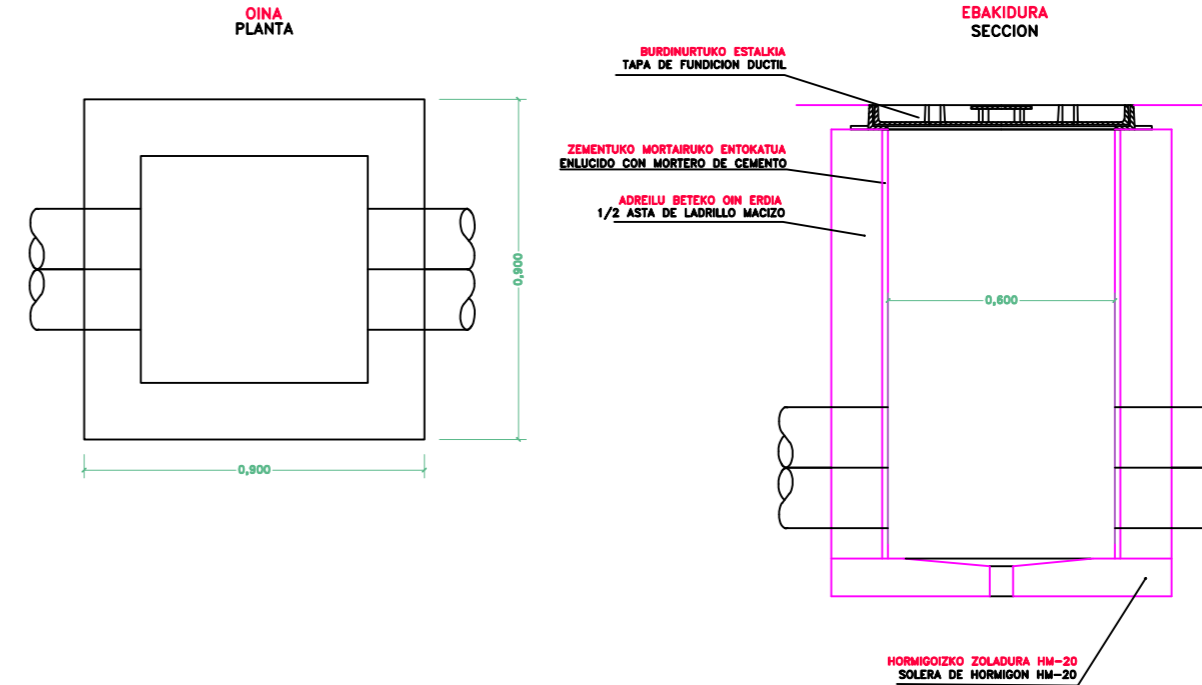 OINA
PLANTA
0,900
0,900
EBAKIDURA
SECCION
BURDINURTUKO ESTALKIA
TAPA DE FUNDICION DUCTIL
ZEMENTUKO MORTAIRUKO ENTOKATUA
ENLUCIDO CON MORTERO DE CEMENTO
ADREILU BETEKO OIN ERDIA
1/2 ASTA DE LADRILLO MACIZO
0,600
HORMIGOIZKO ZOLADURA HM-20
SOLERA DE HORMIGON HM-20